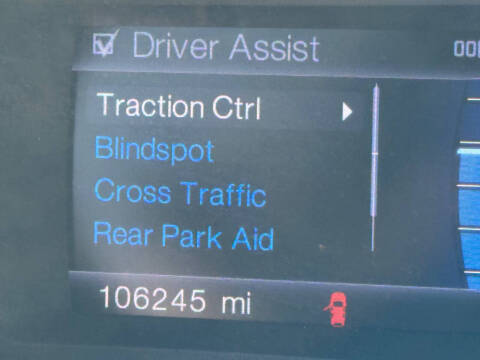 Driver Assist
Traction Ctrl
Blindspot
Cross Traffic
Rear Park Aid
106245 mi